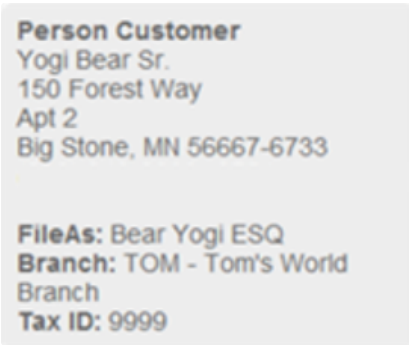 Person Customer
Yogi Bear Sr.
150 Forest Way
Apt 2
Big Stone, MN 56667-6733
FileAs: Bear Yogi ESQ
Branch: TOM - Tom's World
Branch
Tax ID: 9999